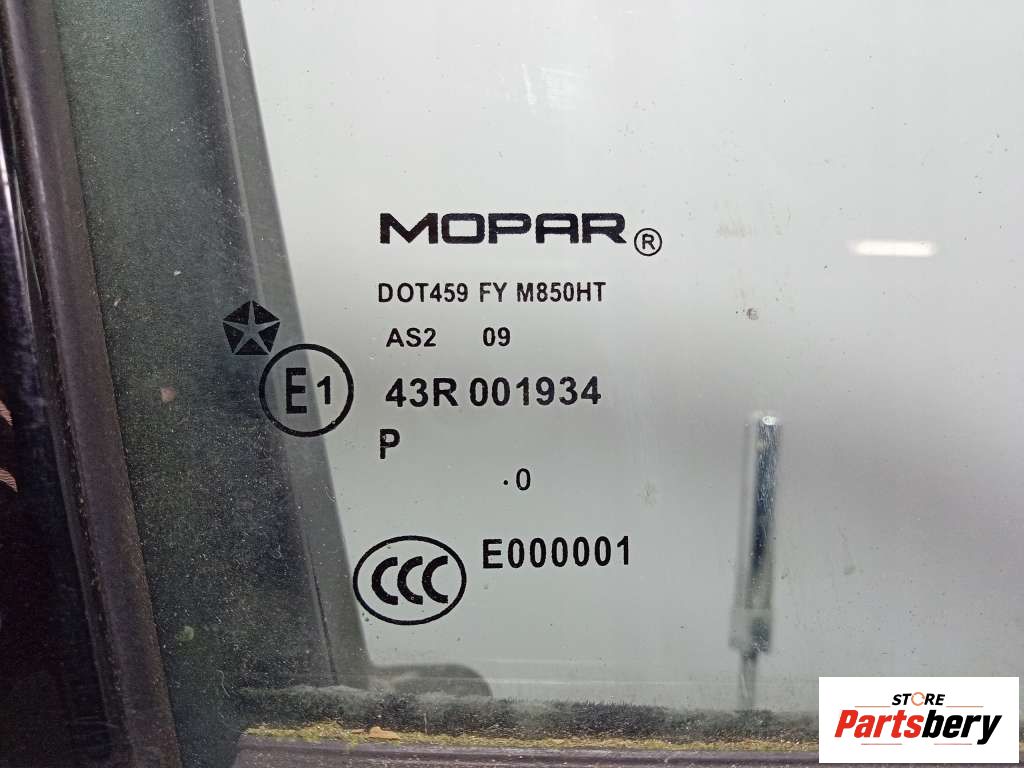 MOPAR®
DOT459 FY M850HT
AS2 09
E1 43R 001934
P
.0
CCC E000001
STORE
Partsbery